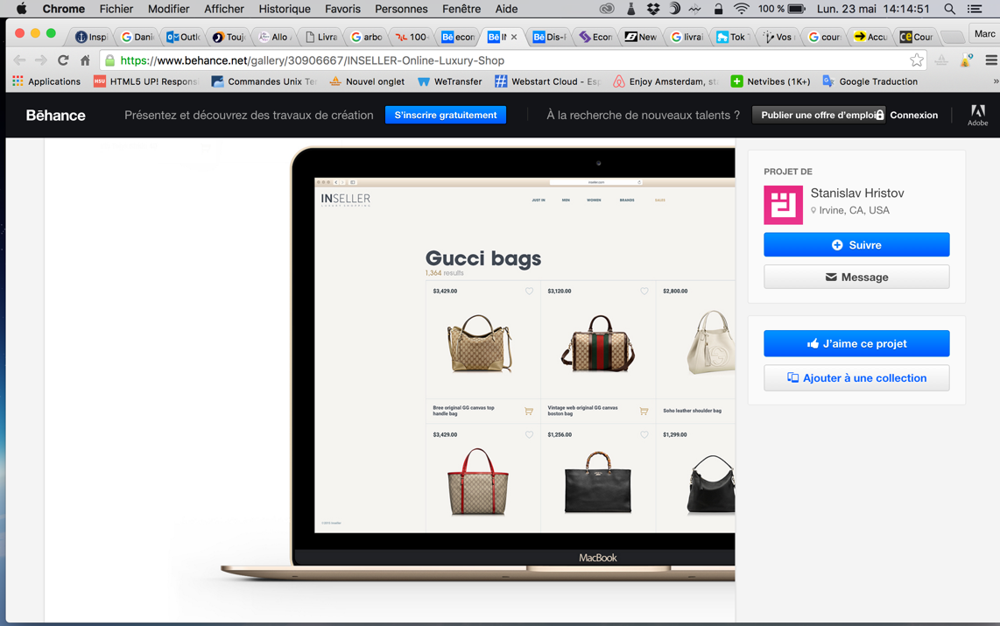 Chrome Fichier Modifier Afficher Historique Favoris Personnes Fenêtre Aide 100 % Lun. 23 mai 14:14:51
Inspi Dani Outl Touj Allo Livra arbo 100- econ IN Dis- Econ New livrai Tok Vos cour Accu Cour Marc
https://www.behance.net/gallery/30906667/INSELLER-Online-Luxury-Shop
Applications HTML5 UP! Respons Commandes Unix Te Nouvel onglet WeTransfer Webstart Cloud - Esp Enjoy Amsterdam, st Netvibes (1K+) Google Traduction »
Bēhance Présentez et découvrez des travaux de création S'inscrire gratuitement À la recherche de nouveaux talents ? Publier une offre d'emploi Connexion Adobe
PROJET DE
Stanislav Hristov
Irvine, CA, USA
Suivre
Message
J'aime ce projet
Ajouter à une collection
inseller.com
INSELLER
LUXURY SHOPPING
JUST IN MEN WOMEN BRANDS SALES
Gucci bags
1,364 results
$3,429.00 $3,120.00 $2,800.00
Bree original GG canvas top
handle bag
Vintage web original GG canvas
boston bag
Soho leather shoulder bag
$3,429.00 $1,256.00 $1,299.00
MacBook